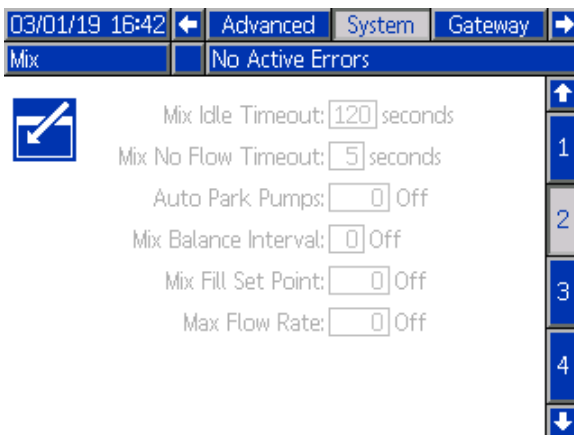 03/01/19 16:42 Advanced System Gateway
Mix No Active Errors
Mix Idle Timeout: 120 seconds
1
Mix No Flow Timeout: 5 seconds
Auto Park Pumps: 0 Off
2
Mix Balance Interval: 0 Off
Mix Fill Set Point: 0 Off
3
Max Flow Rate: 0 Off
4